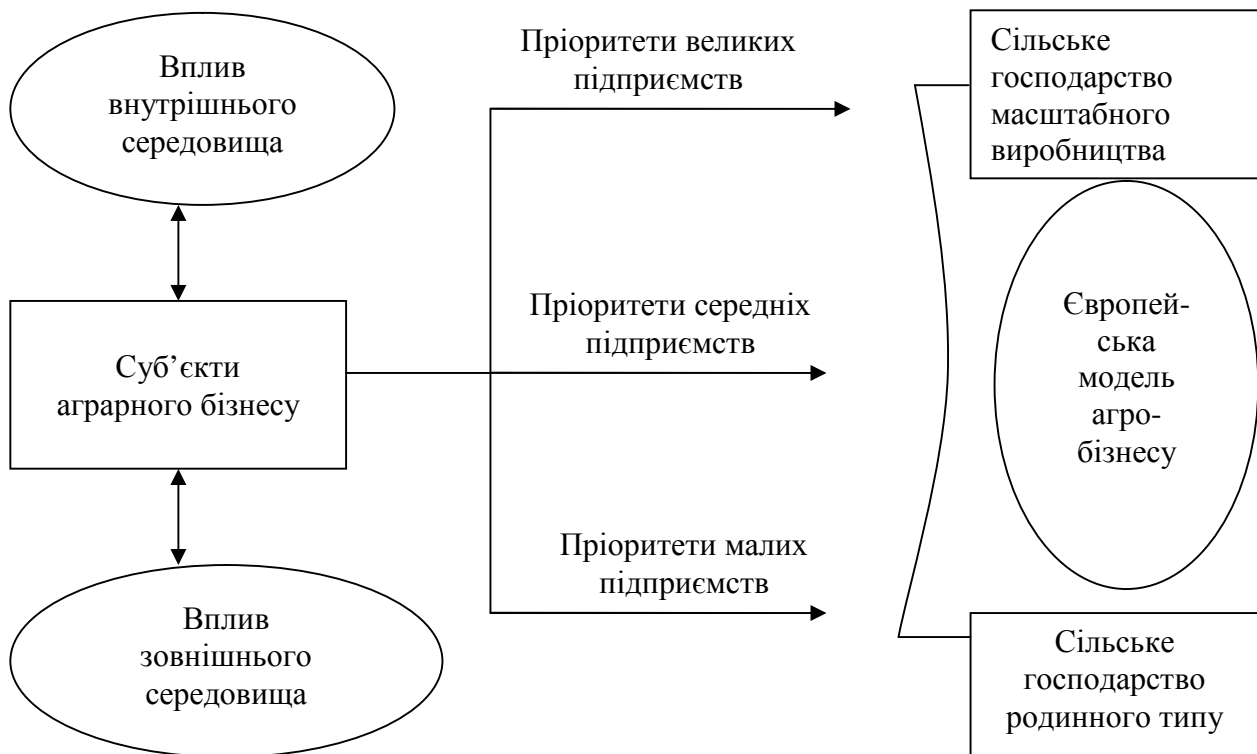 Вплив
внутрішнього
середовища
Суб’єкти
аграрного бізнесу
Вплив
зовнішнього
середовища
Пріоритети великих
підприємств
Пріоритети середніх
підприємств
Пріоритети малих
підприємств
Сільське
господарство
масштабного
виробництва
Європей-
ська
модель
агро-
бізнесу
Сільське
господарство
родинного типу